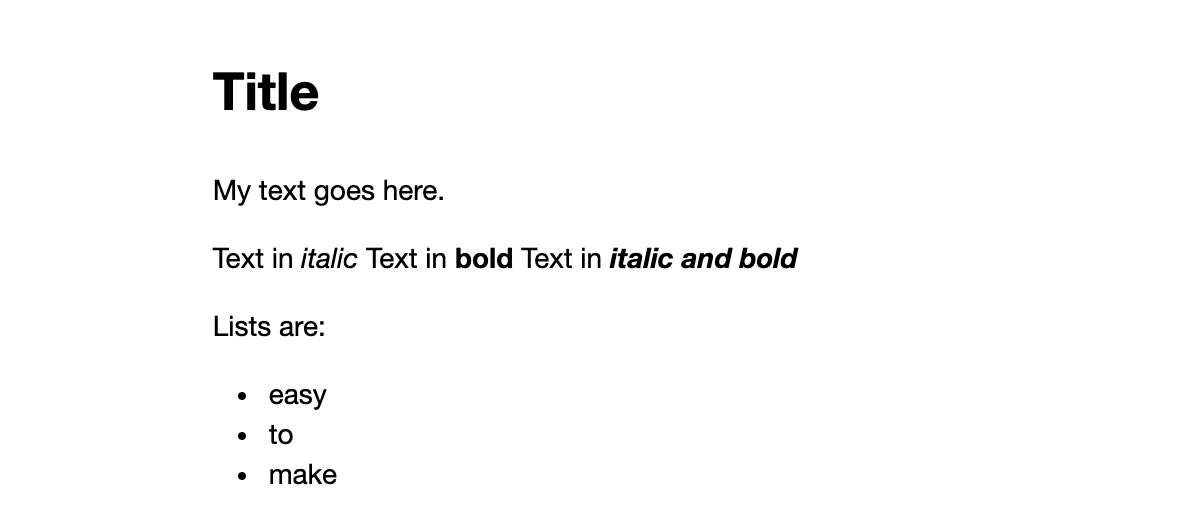 Title
My text goes here.
Text in italic Text in bold Text in italic and bold
Lists are:
• easy
• to
• make